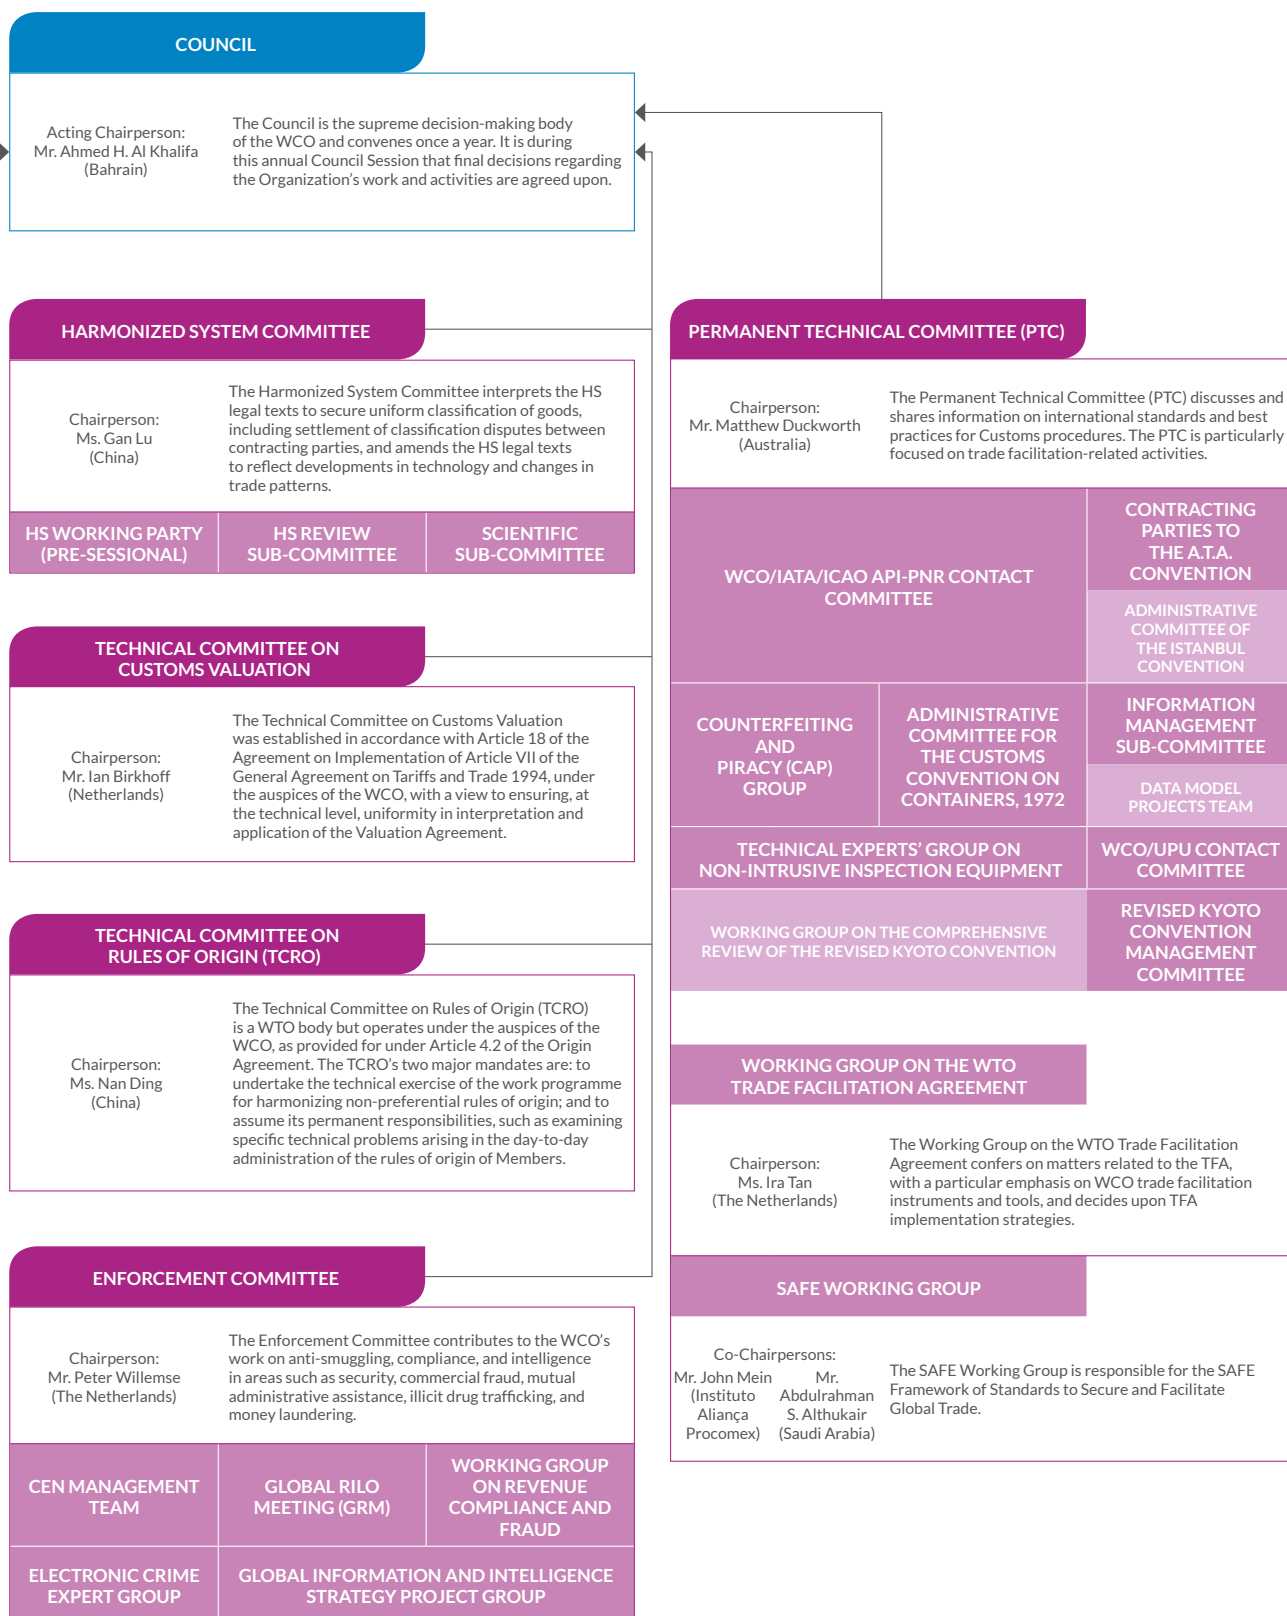 COUNCIL
Acting Chairperson:
Mr. Ahmed H. Al Khalifa
(Bahrain)
The Council is the supreme decision-making body
of the WCO and convenes once a year. It is during
this annual Council Session that final decisions regarding
the Organization's work and activities are agreed upon.
HARMONIZED SYSTEM COMMITTEE
Chairperson:
Ms. Gan Lu
(China)
The Harmonized System Committee interprets the HS
legal texts to secure uniform classification of goods,
including settlement of classification disputes between
contracting parties, and amends the HS legal texts
to reflect developments in technology and changes in
trade patterns.
HS WORKING PARTY
(PRE-SESSIONAL)
HS REVIEW
SUB-COMMITTEE
SCIENTIFIC
SUB-COMMITTEE
TECHNICAL COMMITTEE ON
CUSTOMS VALUATION
Chairperson:
Mr. Ian Birkhoff
(Netherlands)
The Technical Committee on Customs Valuation
was established in accordance with Article 18 of the
Agreement on Implementation of Article VII of the
General Agreement on Tariffs and Trade 1994, under
the auspices of the WCO, with a view to ensuring, at
the technical level, uniformity in interpretation and
application of the Valuation Agreement.
TECHNICAL COMMITTEE ON
RULES OF ORIGIN (TCRO)
Chairperson:
Ms. Nan Ding
(China)
The Technical Committee on Rules of Origin (TCRO)
is a WTO body but operates under the auspices of the
WCO, as provided for under Article 4.2 of the Origin
Agreement. The TCRO's two major mandates are: to
undertake the technical exercise of the work programme
for harmonizing non-preferential rules of origin; and to
assume its permanent responsibilities, such as examining
specific technical problems arising in the day-to-day
administration of the rules of origin of Members.
ENFORCEMENT COMMITTEE
Chairperson:
Mr. Peter Willemse
(The Netherlands)
The Enforcement Committee contributes to the WCO's
work on anti-smuggling, compliance, and intelligence
in areas such as security, commercial fraud, mutual
administrative assistance, illicit drug trafficking, and
money laundering.
CEN MANAGEMENT
TEAM
GLOBAL RILO
MEETING (GRM)
WORKING GROUP
ON REVENUE
COMPLIANCE AND
FRAUD
ELECTRONIC CRIME
EXPERT GROUP
GLOBAL INFORMATION AND INTELLIGENCE
STRATEGY PROJECT GROUP
PERMANENT TECHNICAL COMMITTEE (PTC)
Chairperson:
Mr. Matthew Duckworth
(Australia)
The Permanent Technical Committee (PTC) discusses and
shares information on international standards and best
practices for Customs procedures. The PTC is particularly
focused on trade facilitation-related activities.
WCO/IATA/ICAO API-PNR CONTACT
COMMITTEE
CONTRACTING
PARTIES TO
THE A.T.A.
CONVENTION
ADMINISTRATIVE
COMMITTEE OF
THE ISTANBUL
CONVENTION
COUNTERFEITING
AND
PIRACY (CAP)
GROUP
ADMINISTRATIVE
COMMITTEE FOR
THE CUSTOMS
CONVENTION ON
CONTAINERS, 1972
INFORMATION
MANAGEMENT
SUB-COMMITTEE
DATA MODEL
PROJECTS TEAM
TECHNICAL EXPERTS' GROUP ON
NON-INTRUSIVE INSPECTION EQUIPMENT
WCO/UPU CONTACT
COMMITTEE
WORKING GROUP ON THE COMPREHENSIVE
REVIEW OF THE REVISED KYOTO CONVENTION
REVISED KYOTO
CONVENTION
MANAGEMENT
COMMITTEE
WORKING GROUP ON THE WTO
TRADE FACILITATION AGREEMENT
Chairperson:
Ms. Ira Tan
(The Netherlands)
The Working Group on the WTO Trade Facilitation
Agreement confers on matters related to the TFA,
with a particular emphasis on WCO trade facilitation
instruments and tools, and decides upon TFA
implementation strategies.
SAFE WORKING GROUP
Co-Chairpersons:
Mr. John Mein
(Instituto
Aliança
Procomex)
Mr.
Abdulrahman
S. Althukair
(Saudi Arabia)
The SAFE Working Group is responsible for the SAFE
Framework of Standards to Secure and Facilitate
Global Trade.